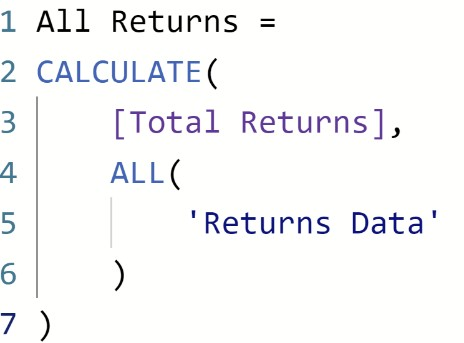 1 All Returns =
2 CALCULATE(
3     [Total Returns],
4     ALL(
5         'Returns Data'
6     )
7 )